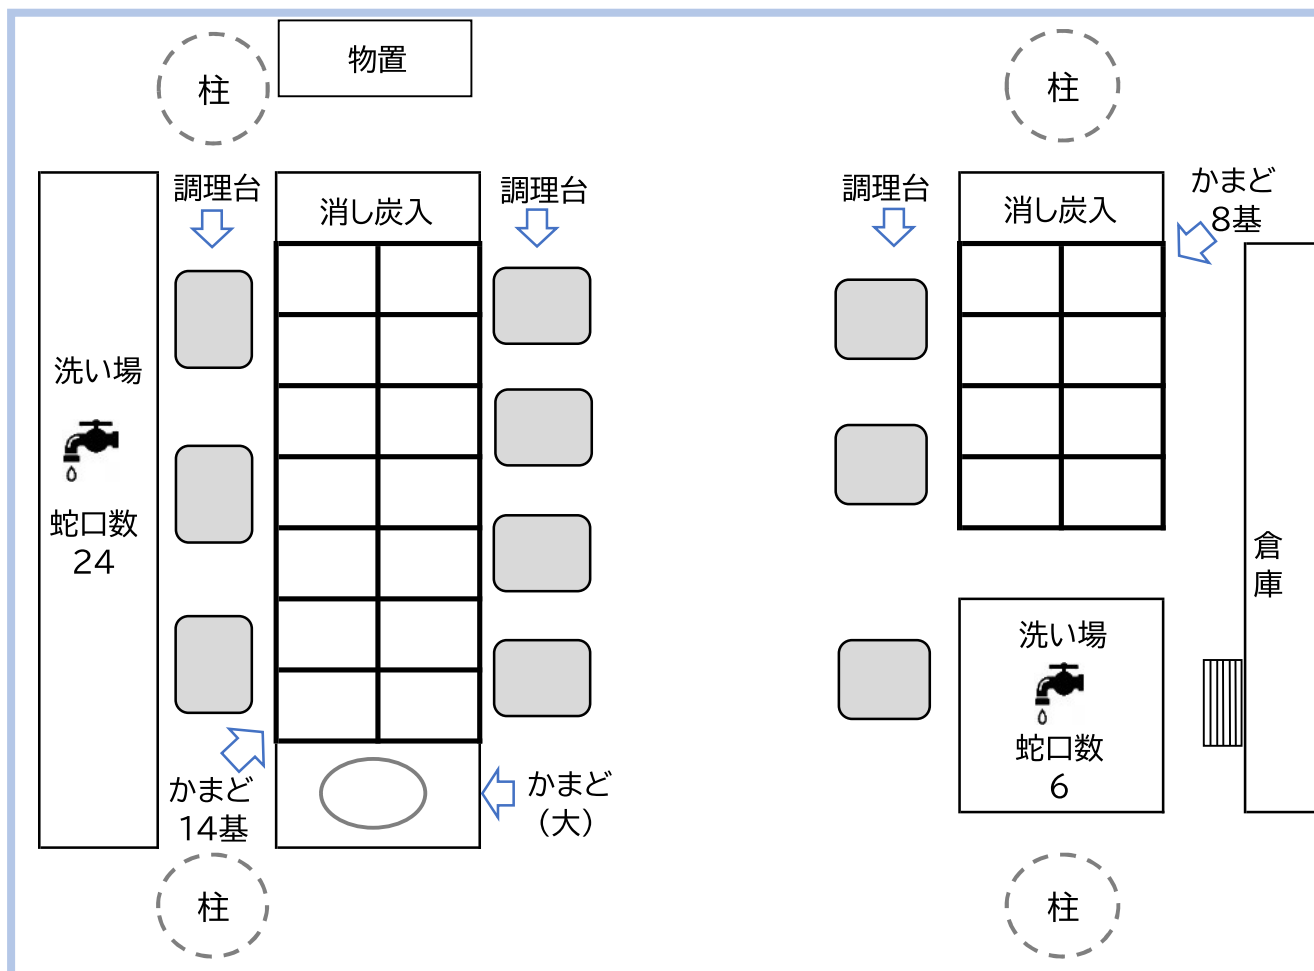 柱
物置
柱
調理台
消し炭入
調理台
調理台
消し炭入
かまど
8基
洗い場
蛇口数
24
倉
庫
洗い場
蛇口数
6
かまど
14基
かまど
（大）
柱
柱